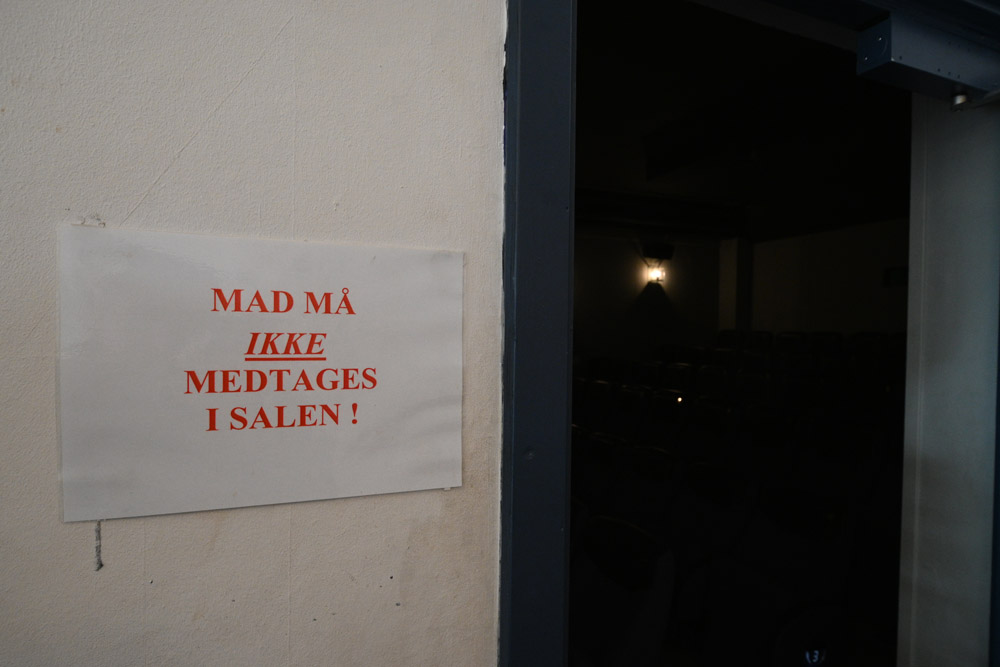 MAD MÅ
IKKE
MEDTAGES
I SALEN !